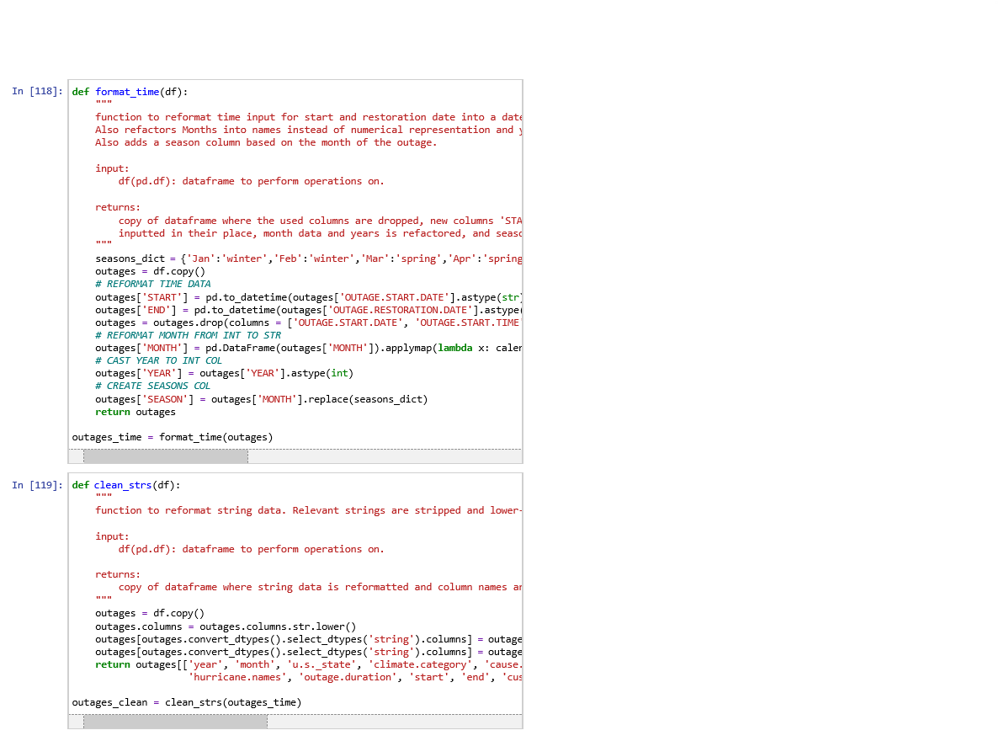 In [118]: def format_time(df):
"""
function to reformat time input for start and restoration date into a date
Also refactors Months into names instead of numerical representation and y
Also adds a season column based on the month of the outage.
input:
df(pd.df): dataframe to perform operations on.
returns:
copy of dataframe where the used columns are dropped, new columns 'STA
inputted in their place, month data and years is refactored, and seaso
"""
seasons_dict = {'Jan':'winter','Feb':'winter','Mar':'spring','Apr':'spring
outages = df.copy()
# REFORMAT TIME DATA
outages['START'] = pd.to_datetime(outages['OUTAGE.START.DATE'].astype(str)
outages['END'] = pd.to_datetime(outages['OUTAGE.RESTORATION.DATE'].astype(
outages = outages.drop(columns = ['OUTAGE.START.DATE', 'OUTAGE.START.TIME'
# REFORMAT MONTH FROM INT TO STR
outages['MONTH'] = pd.DataFrame(outages['MONTH']).applymap(lambda x: calen
# CAST YEAR TO INT COL
outages['YEAR'] = outages['YEAR'].astype(int)
# CREATE SEASONS COL
outages['SEASON'] = outages['MONTH'].replace(seasons_dict)
return outages
outages_time = format_time(outages)
In [119]: def clean_strs(df):
"""
function to reformat string data. Relevant strings are stripped and lower-
input:
df(pd.df): dataframe to perform operations on.
returns:
copy of dataframe where string data is reformatted and column names ar
"""
outages = df.copy()
outages.columns = outages.columns.str.lower()
outages[outages.convert_dtypes().select_dtypes('string').columns] = outage
outages[outages.convert_dtypes().select_dtypes('string').columns] = outage
return outages[['year', 'month', 'u.s._state', 'climate.category', 'cause.
'hurricane.names', 'outage.duration', 'start', 'end', 'cus
outages_clean = clean_strs(outages_time)